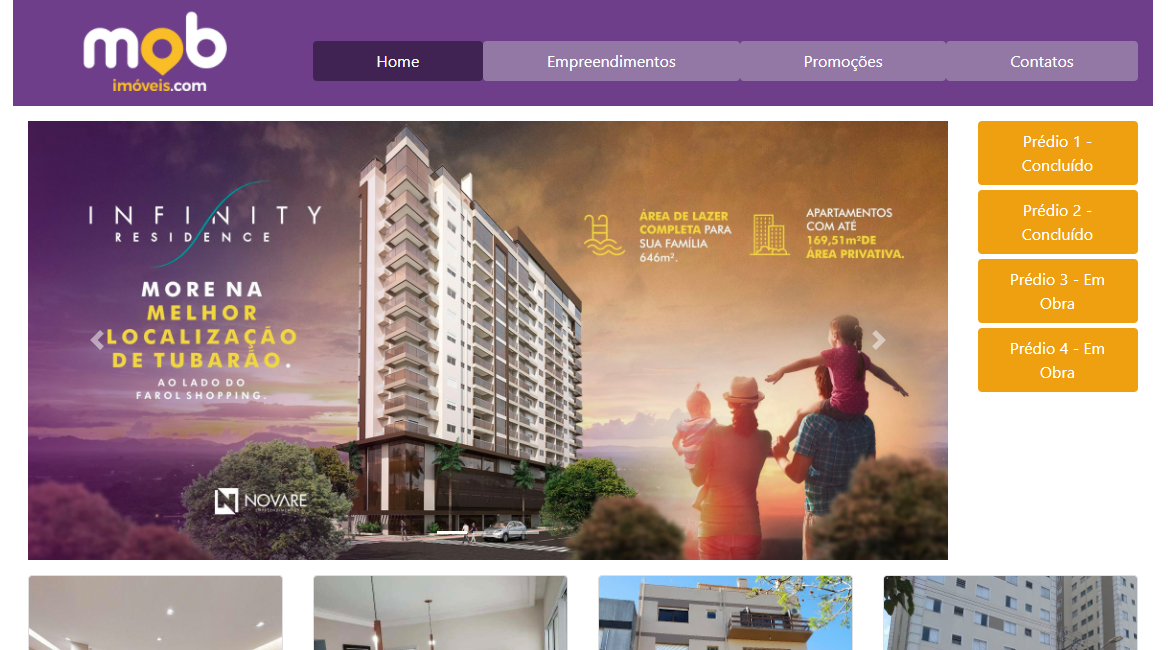 mob
imóveis.com
Home
Empreendimentos
Promoções
Contatos
INFINITY
RESIDENCE
MORE NA
MELHOR
LOCALIZAÇÃO
DE TUBARÃO.
AO LADO DO
FAROL SHOPPING.
NOVARE
EMPREENDIMENTOS
ÁREA DE LAZER
COMPLETA PARA
SUA FAMÍLIA
646m².
APARTAMENTOS
COM ATÉ
169,51m²DE
ÁREA PRIVATIVA.
Prédio 1 -
Concluído
Prédio 2 -
Concluído
Prédio 3 - Em
Obra
Prédio 4 - Em
Obra